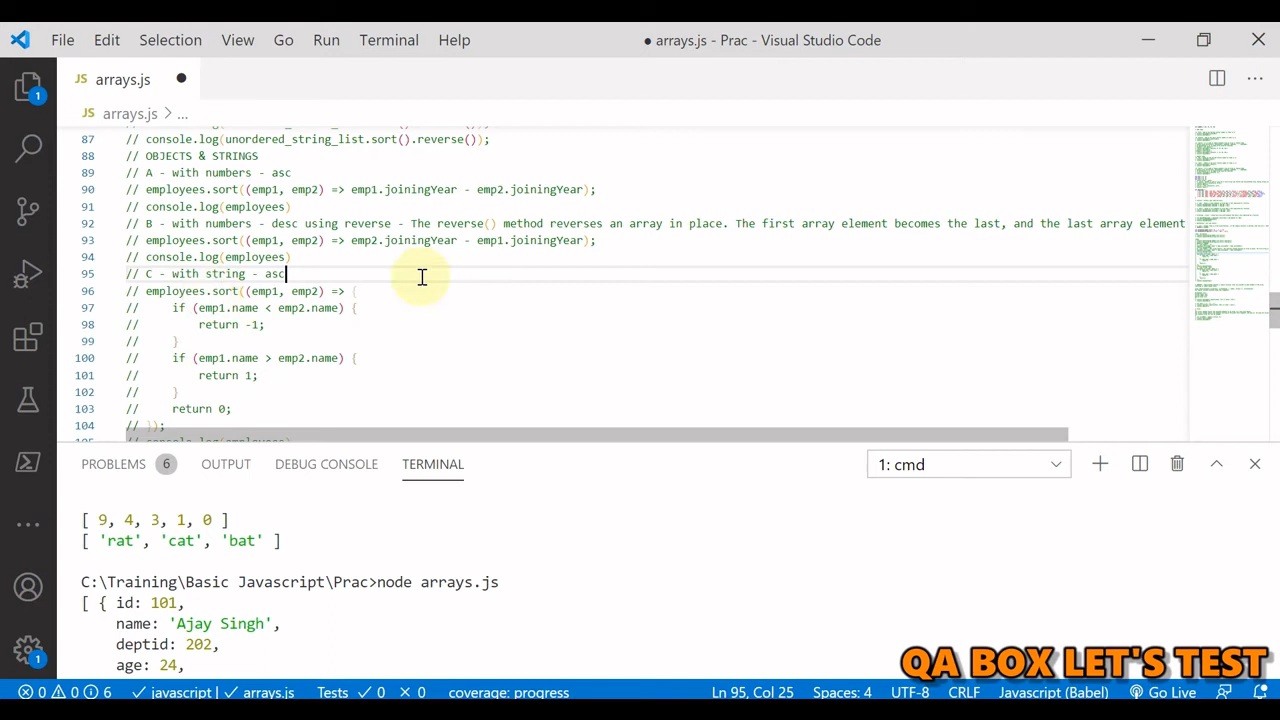 File Edit Selection View Go Run Terminal Help
● arrays.js - Prac - Visual Studio Code
JS arrays.js ●
JS arrays.js > ...
87 // console.log(unordered_string_list.sort().reverse());
88 // OBJECTS & STRINGS
89 // A - with numbers - asc
90 // employees.sort((emp1, emp2) => emp1.joiningYear - emp2.joiningYear);
91 // console.log(employees)
92 // B - with numbers - desc using reverse - reverse( reverses an array in place. The first array element becomes the last, and the last array element
93 // employees.sort((emp1, emp2) => emp2.joiningYear - emp1.joiningYear);
94 // console.log(employees)
95 // C - with string - asc
96 // employees.sort((emp1, emp2) => {
97 // if (emp1.name < emp2.name) {
98 // return -1;
99 // }
100 // if (emp1.name > emp2.name) {
101 // return 1;
102 // }
103 // return 0;
104 // });
105 // console.log(employees)
PROBLEMS 6 OUTPUT DEBUG CONSOLE TERMINAL 1: cmd
[ 9, 4, 3, 1, 0 ]
[ 'rat', 'cat', 'bat' ]
C:\Training\Basic Javascript\Prac>node arrays.js
[ { id: 101,
name: 'Ajay Singh',
deptid: 202,
age: 24,
QA BOX LET'S TEST
0 0 6 javascript | arrays.js Tests 0 0 coverage: progress Ln 95, Col 25 Spaces: 4 UTF-8 CRLF Javascript (Babel) Go Live
1
1